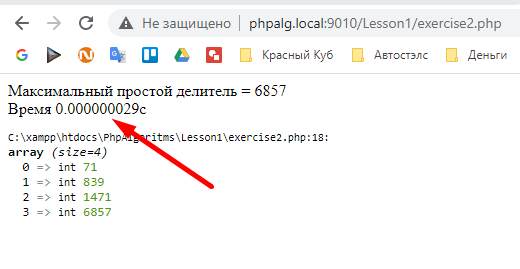 Не защищено | phpalg.local:9010/Lesson1/exercise2.php
G Красный Куб Автостэлс Деньги
Максимальный простой делитель = 6857
Время 0.000000029с
C:\xampp\htdocs\PhpAlgoritms\Lesson1\exercise2.php:18:
array (size=4)
0 => int 71
1 => int 839
2 => int 1471
3 => int 6857